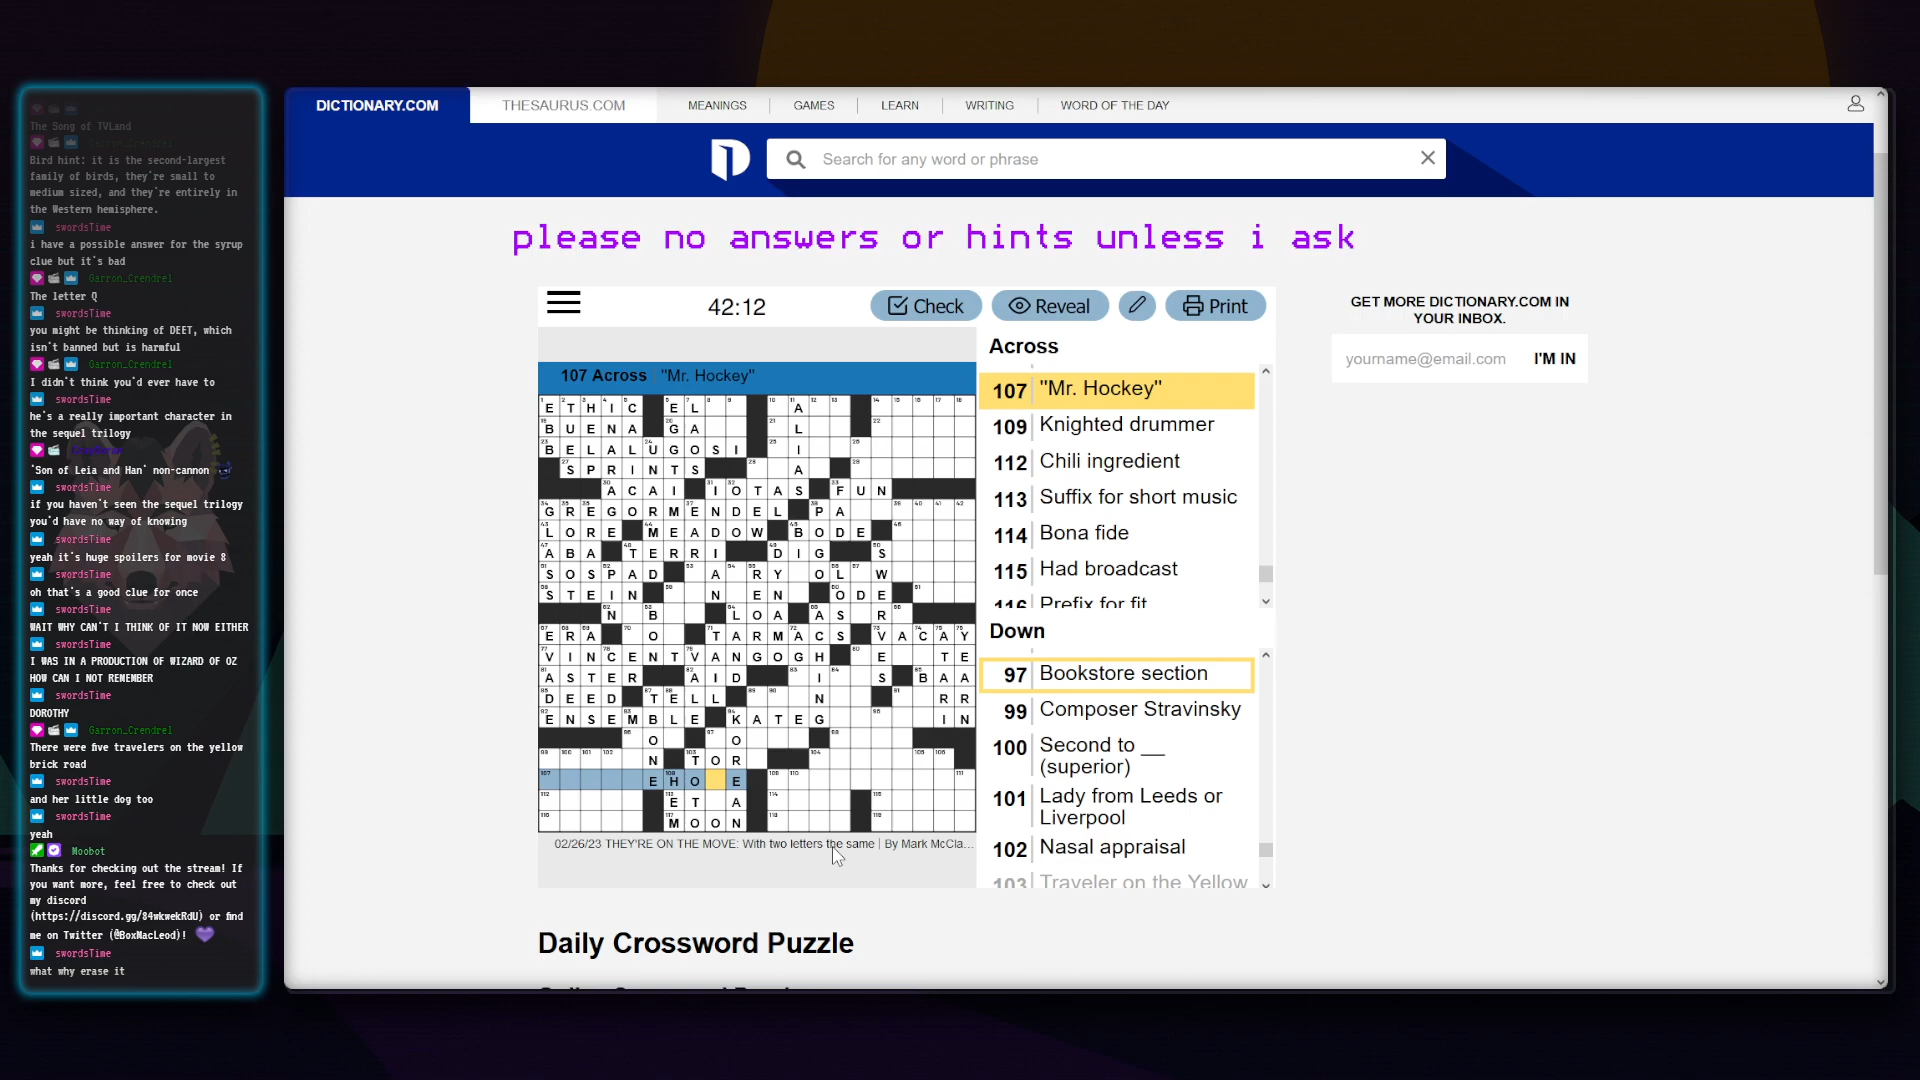 DICTIONARY.COM
THESAURUS.COM
MEANINGS
GAMES
LEARN
WRITING
WORD OF THE DAY
Search for any word or phrase
please no answers or hints unless i ask
The Song of TVLand
Garron_Crendrel
Bird hint: it is the second-largest
family of birds, they're small to
medium sized, and they're entirely in
the Western hemisphere.
swordsTime
i have a possible answer for the syrup
clue but it's bad
Garron_Crendrel
The letter Q
swordsTime
you might be thinking of DEET, which
isn't banned but is harmful
Garron_Crendrel
I didn't think you'd ever have to
swordsTime
he's a really important character in
the sequel trilogy
'Son of Leia and Han' non-cannon
swordsTime
if you haven't seen the sequel trilogy
you'd have no way of knowing
swordsTime
yeah it's huge spoilers for movie 8
swordsTime
oh that's a good clue for once
swordsTime
WAIT WHY CAN'T I THINK OF IT NOW EITHER
swordsTime
I WAS IN A PRODUCTION OF WIZARD OF OZ
HOW CAN I NOT REMEMBER
swordsTime
DOROTHY
Garron_Crendrel
There were five travelers on the yellow
brick road
swordsTime
and her little dog too
swordsTime
yeah
Moobot
Thanks for checking out the stream! If
you want more, feel free to check out
my discord
(https://discord.gg/84wkwekRdU) or find
me on Twitter (@BoxMacLeod)!
swordsTime
what why erase it
42:12
Check
Reveal
Print
107 Across "Mr. Hockey"
E T H I C E L A
B U E N A G A L
B E L A L U G O S I I
S P R I N T S A
A C A I I O T A S F U N
G R E G O R M E N D E L P A
L O R E M E A D O W B O D E
A B A T E R R I D I G S
S O S P A D A R Y O L W
S T E I N N E N O D E E
N B L O A A S R
E R A O T A R M A C S V A C A Y
V I N C E N T V A N G O G H E T E
A S T E R A I D I S B A A
D E E D T E L L N R R
E N S E M B L E K A T E G I N
O O
N T O R
E H O E
E T A
M O O N
02/26/23 THEY'RE ON THE MOVE: With two letters the same | By Mark McCla...
Across
107 "Mr. Hockey"
109 Knighted drummer
112 Chili ingredient
113 Suffix for short music
114 Bona fide
115 Had broadcast
116 Prefix for fit
Down
97 Bookstore section
99 Composer Stravinsky
100 Second to __
(superior)
101 Lady from Leeds or
Liverpool
102 Nasal appraisal
103 Traveler on the Yellow
GET MORE DICTIONARY.COM IN
YOUR INBOX.
yourname@email.com
I'M IN
Daily Crossword Puzzle